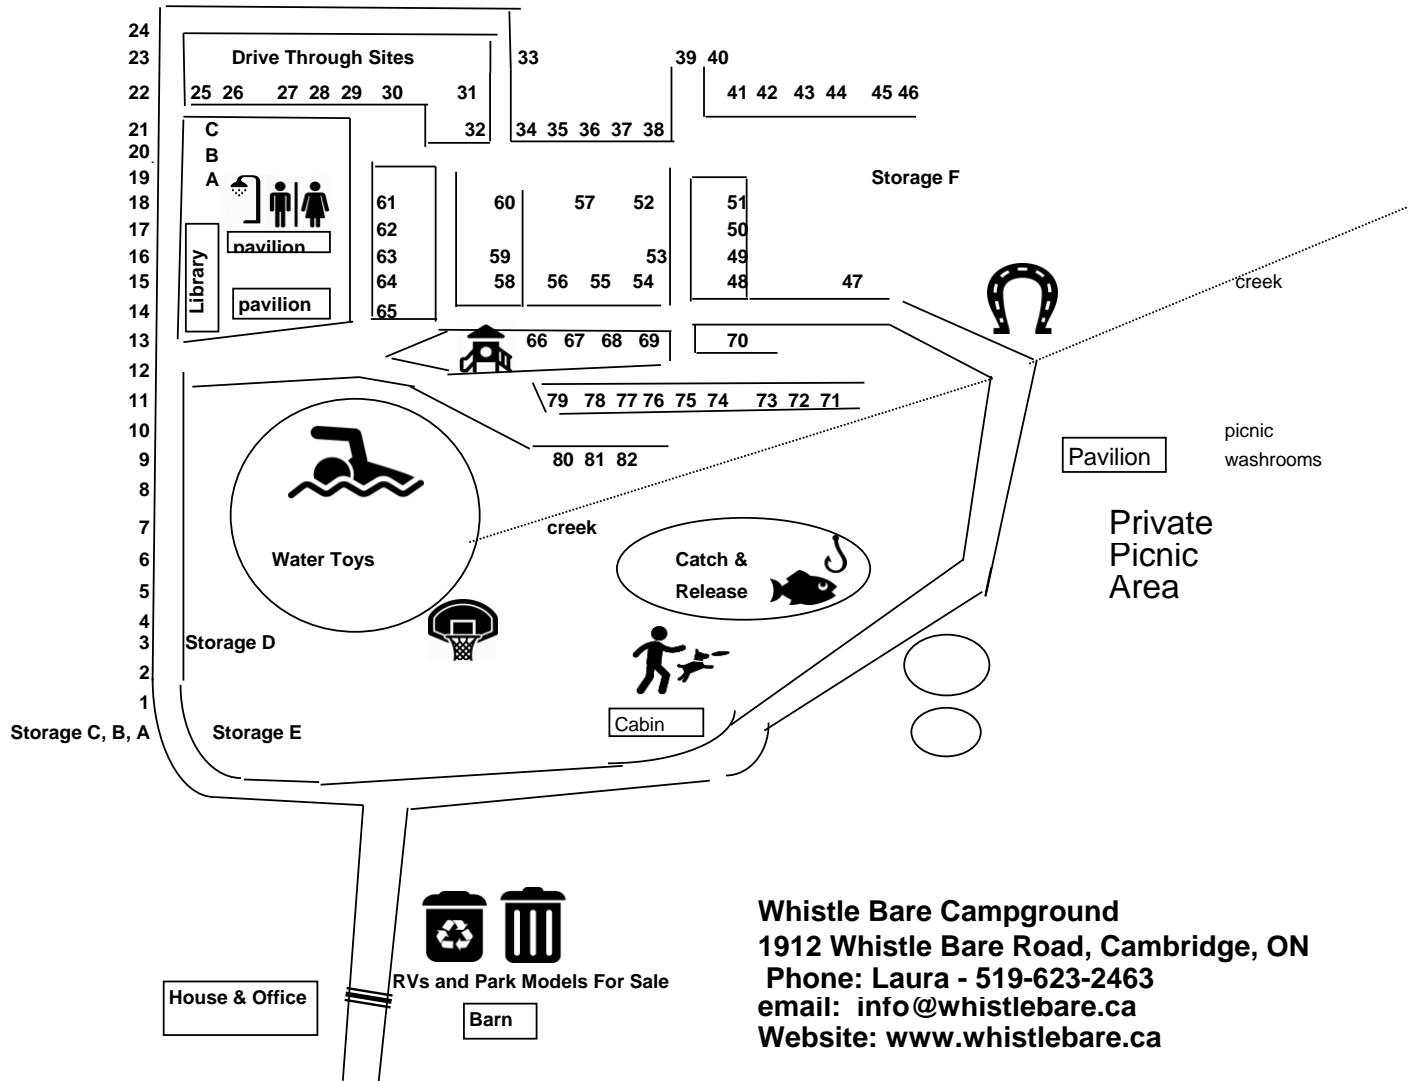 24
23 Drive Through Sites 33 39 40
22 25 26 27 28 29 30 31 41 42 43 44 45 46
21 C 32 34 35 36 37 38
20 B
19 A Storage F
18 61 60 57 52 51
17 62 50
pavilion
16 Library 63 59 53 49
15 64 58 56 55 54 48 47 creek
14 pavilion 65
13 66 67 68 69 70
12
11 79 78 77 76 75 74 73 72 71
10 picnic
9 80 81 82 Pavilion washrooms
8
7 creek Private
6 Water Toys Catch & Picnic
5 Release Area
4
3 Storage D
2
1
Storage C, B, A Storage E Cabin
Whistle Bare Campground
1912 Whistle Bare Road, Cambridge, ON
RVs and Park Models For Sale Phone: Laura - 519-623-2463
House & Office email: info@whistlebare.ca
Barn Website: www.whistlebare.ca